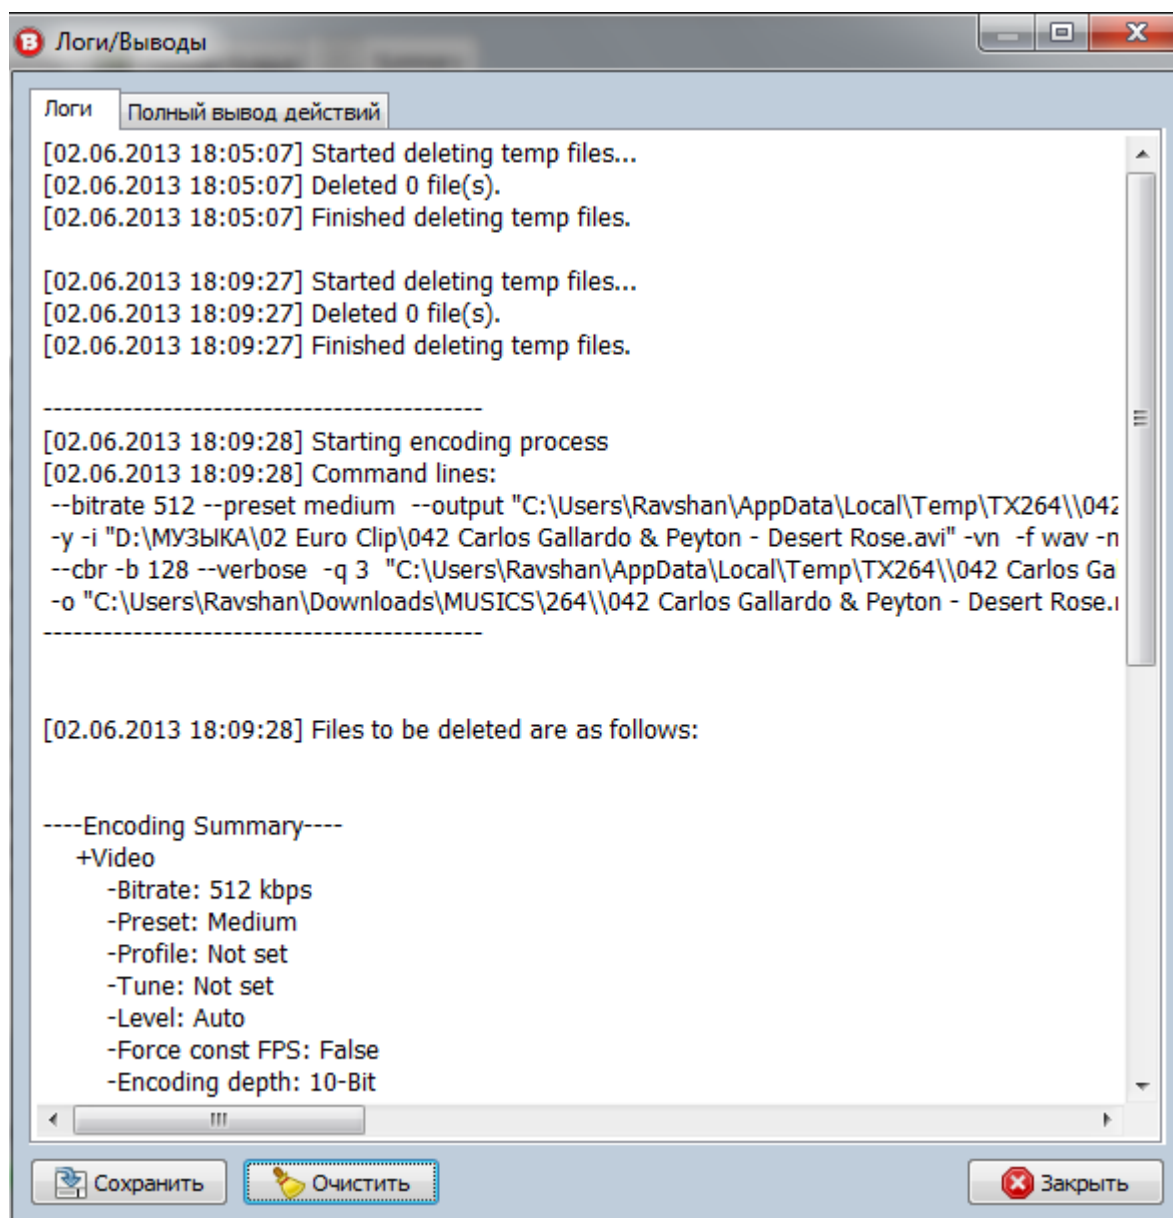 Логи/Выводы
Логи
Полный вывод действий
[02.06.2013 18:05:07] Started deleting temp files...
[02.06.2013 18:05:07] Deleted 0 file(s).
[02.06.2013 18:05:07] Finished deleting temp files.
[02.06.2013 18:09:27] Started deleting temp files...
[02.06.2013 18:09:27] Deleted 0 file(s).
[02.06.2013 18:09:27] Finished deleting temp files.
--------------------------------------------
[02.06.2013 18:09:28] Starting encoding process
[02.06.2013 18:09:28] Command lines:
--bitrate 512 --preset medium  --output "C:\Users\Ravshan\AppData\Local\Temp\TX264\\042
-y -i "D:\МУЗЫКА\02 Euro Clip\042 Carlos Gallardo & Peyton - Desert Rose.avi" -vn  -f wav -n
--cbr -b 128 --verbose  -q 3  "C:\Users\Ravshan\AppData\Local\Temp\TX264\\042 Carlos Ga
-o "C:\Users\Ravshan\Downloads\MUSICS\264\\042 Carlos Gallardo & Peyton - Desert Rose.
--------------------------------------------
[02.06.2013 18:09:28] Files to be deleted are as follows:
----Encoding Summary----
+Video
-Bitrate: 512 kbps
-Preset: Medium
-Profile: Not set
-Tune: Not set
-Level: Auto
-Force const FPS: False
-Encoding depth: 10-Bit
Сохранить
Очистить
Закрыть